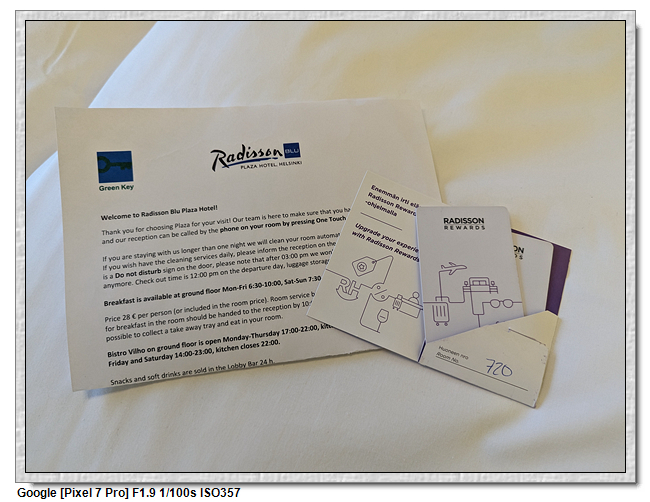 Green Key
Radisson BLU
PLAZA HOTEL, HELSINKI
Welcome to Radisson Blu Plaza Hotel!
Thank you for choosing Plaza for your visit! Our team is here to make sure that you
and our reception can be called by the phone on your room by pressing One Touch
If you are staying with us longer than one night we will clean your room
If you wish have the cleaning services daily, please inform the reception on the
is a Do not disturb sign on the door, please note that after 03:00 pm we
anymore. Check out time is 12:00 pm on the departure day, luggage
Breakfast is available at ground floor Mon-Fri 6:30-10:00, Sat-Sun 7:30
Price 28 € per person (or included in the room price). Room service
for breakfast in the room should be handed to the reception by
possible to collect a take away tray and eat in your room.
Bistro Vilho on ground floor is open Monday-Thursday 17:00-22:00,
Friday and Saturday 14:00-23:00, kitchen closes 22:00.
Snacks and soft drinks are sold in the Lobby Bar 24 h.
Enemmän irti
Radisson Rewards
-ohjelmalla
Upgrade your
with Radisson Rewards
RADISSON
REWARDS
Huoneen nro
Room No
720
Google [Pixel 7 Pro] F1.9 1/100s ISO357